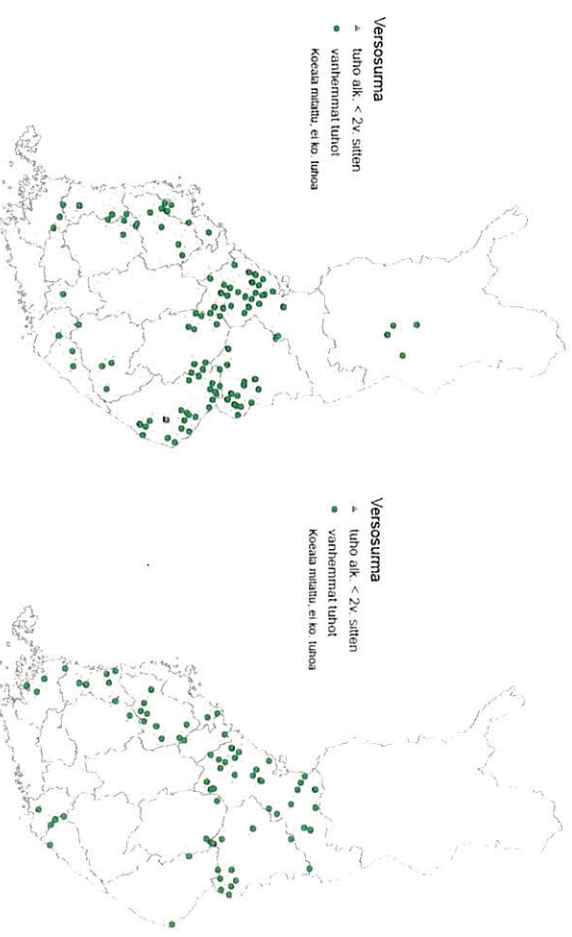 Versosurma
tuho alk. < 2v. sitten
vanhemmat tuhot
Koeala mitattu, ei ko. tuhoa
Versosurma
tuho alk. < 2v. sitten
vanhemmat tuhot
Koeala mitattu, ei ko. tuhoa